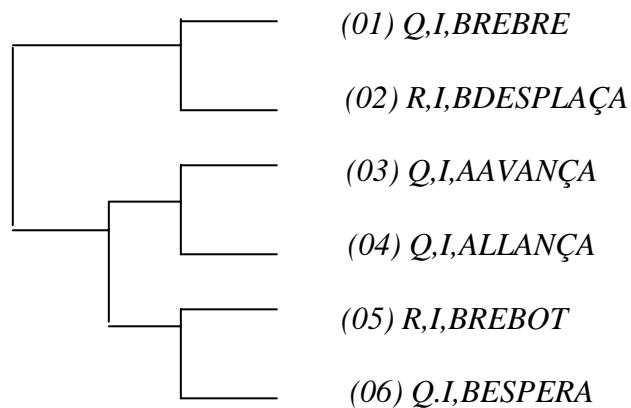 (01) Q,I,BREBRE
(02) R,I,BDESPLAÇA
(03) Q,I,AAVANÇA
(04) Q,I,ALLANÇA
(05) R,I,BREBOT
(06) Q.I,BESPERA